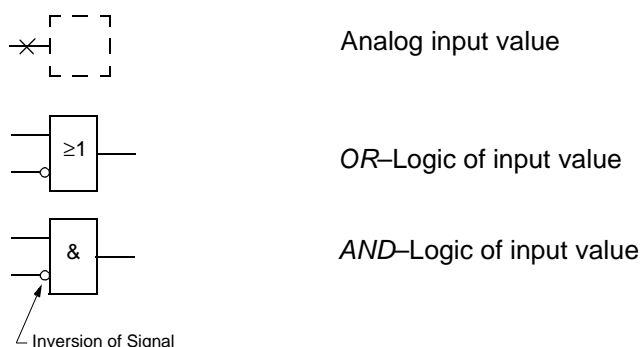 Analog input value
≥1
OR–Logic of input value
&
AND–Logic of input value
Inversion of Signal